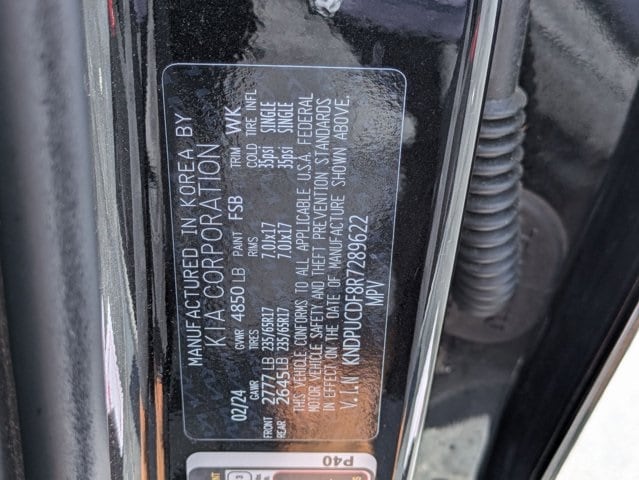 MANUFACTURED IN KOREA BY
KIA CORPORATION
02/24 GVWR 4850LB PAINT FSB TRIM WK
GAWR TIRES RIMS COLD TIRE INFL
FRONT 2777LB 235/65R17 7.0Jx17 35psi SINGLE
REAR 2645LB 235/65R17 7.0Jx17 35psi SINGLE
THIS VEHICLE CONFORMS TO ALL APPLICABLE U.S.A. FEDERAL
MOTOR VEHICLE SAFETY AND THEFT PREVENTION STANDARDS
IN EFFECT ON THE DATE OF MANUFACTURE SHOWN ABOVE.
V.I.N KNDPUCDF8R7289622
MPV
P40